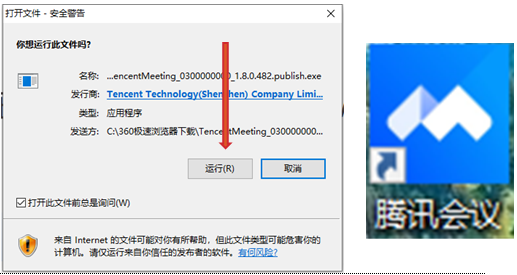 打开文件 - 安全警告
你想运行此文件吗?
名称: ...encentMeeting_0300000000_1.8.0.482.publish.exe
发行商: Tencent Technology(Shenzhen) Company Limi...
类型: 应用程序
发送方: C:\360极速浏览器下载\TencentMeeting_030000000...
运行(R) 取消
打开此文件前总是询问(W)
来自 Internet 的文件可能对你有所帮助，但此文件类型可能危害你的
计算机。请仅运行来自你信任的发布者的软件。有何风险?
腾讯会议